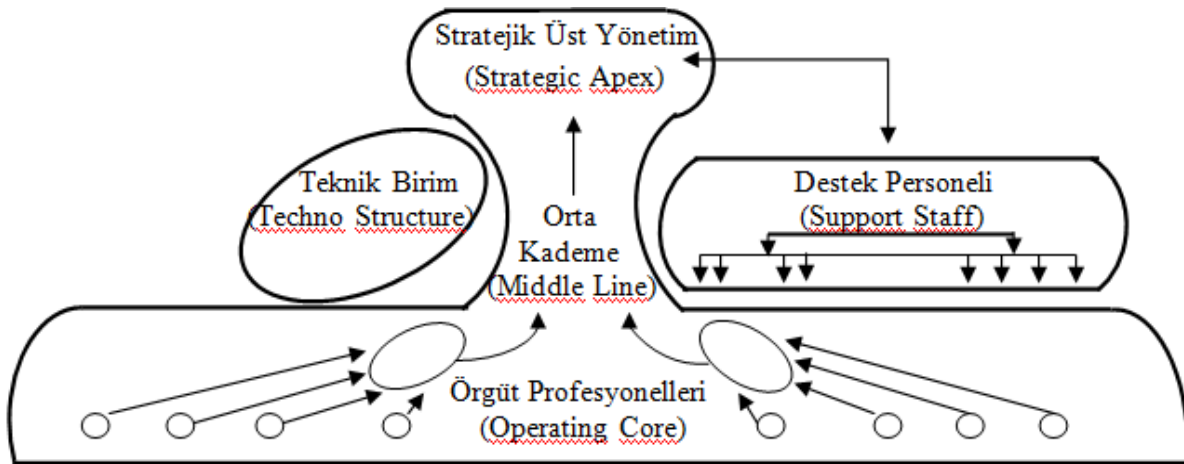 Stratejik Üst Yönetim
(Strategic Apex)
Teknik Birim
(Techno Structure)
Destek Personeli
(Support Staff)
Orta
Kademe
(Middle Line)
Örgüt Profesyonelleri
(Operating Core)